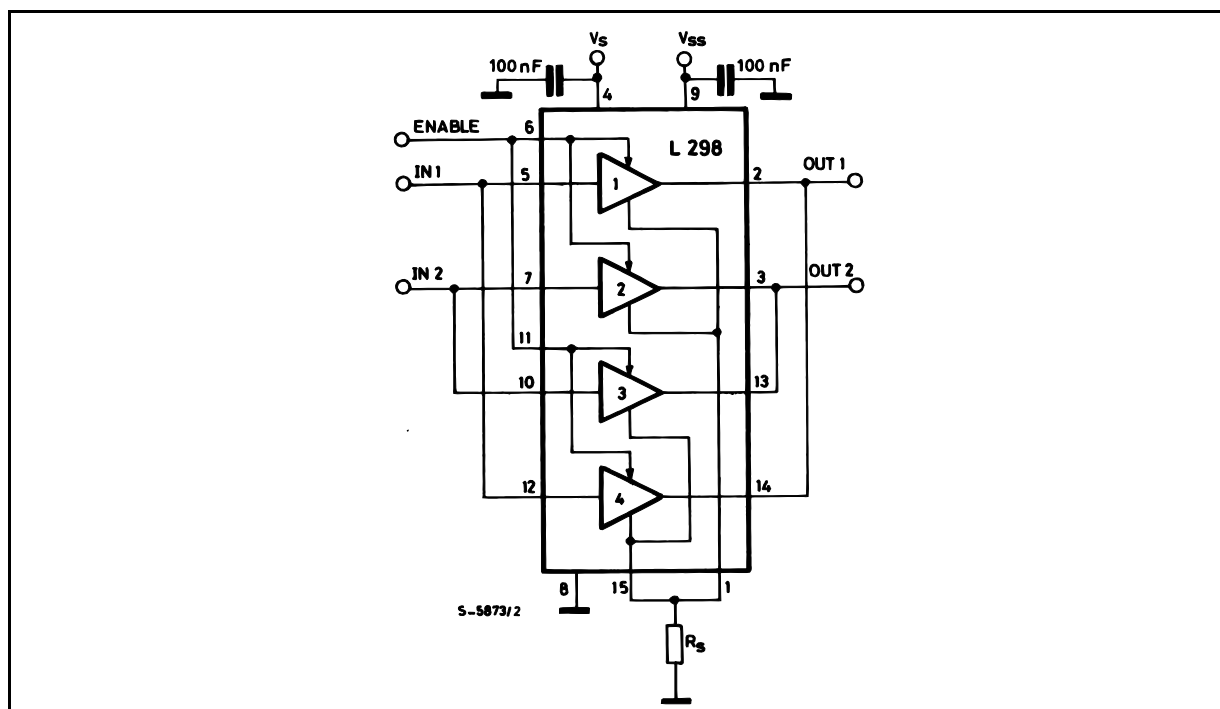 VS VSS
100 nF 100 nF
4 9
ENABLE 6
L 298
IN 1 5 1 2 OUT 1
IN 2 7 2 3 OUT 2
11
10 3 13
12 4 14
8 15 1
S-5873/2
RS